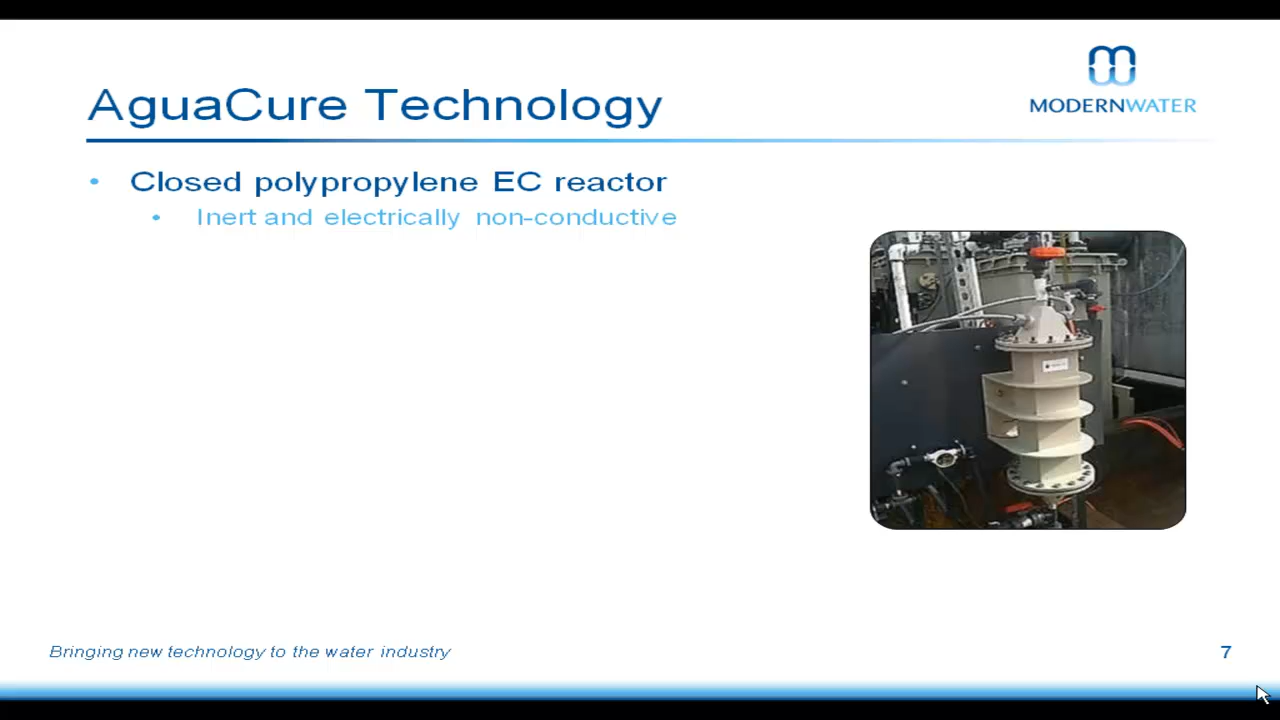 MODERNWATER
AguaCure Technology
• Closed polypropylene EC reactor
• Inert and electrically non-conductive
Bringing new technology to the water industry
7